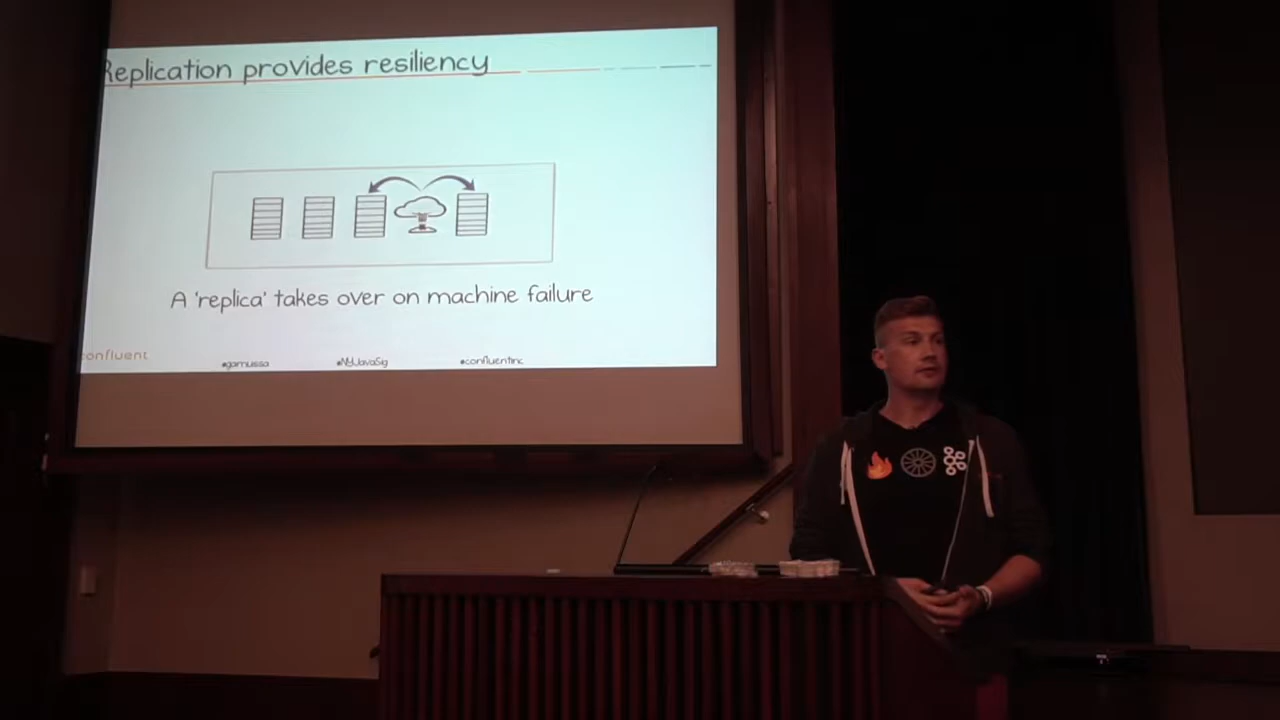 Replication provides resiliency
A 'replica' takes over on machine failure
confluent
@gamussa
#NYJavaSig
@confluentinc